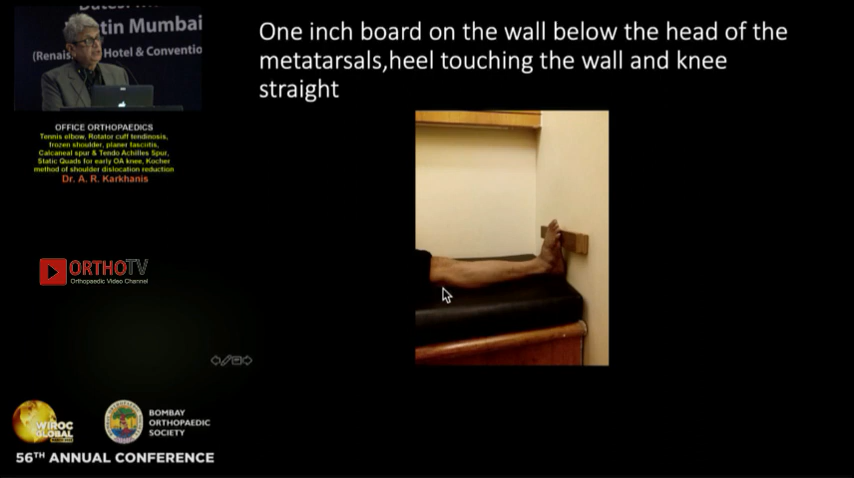 One inch board on the wall below the head of the
metatarsals,heel touching the wall and knee
straight
tin Mumbai
(Renais Hotel & Conventio
OFFICE ORTHOPAEDICS
Tennis elbow, Rotator cuff tendinosis,
frozen shoulder, planer fasciitis,
Calcaneal spur & Tendo Achilles Spur,
Static Quads for early OA knee, Kocher
method of shoulder dislocation reduction
Dr. A. R. Karkhanis
ORTHOTV
Orthopaedic Video Channel
WIROC
GLOBAL
BOMBAY
ORTHOPAEDIC
SOCIETY
56TH ANNUAL CONFERENCE